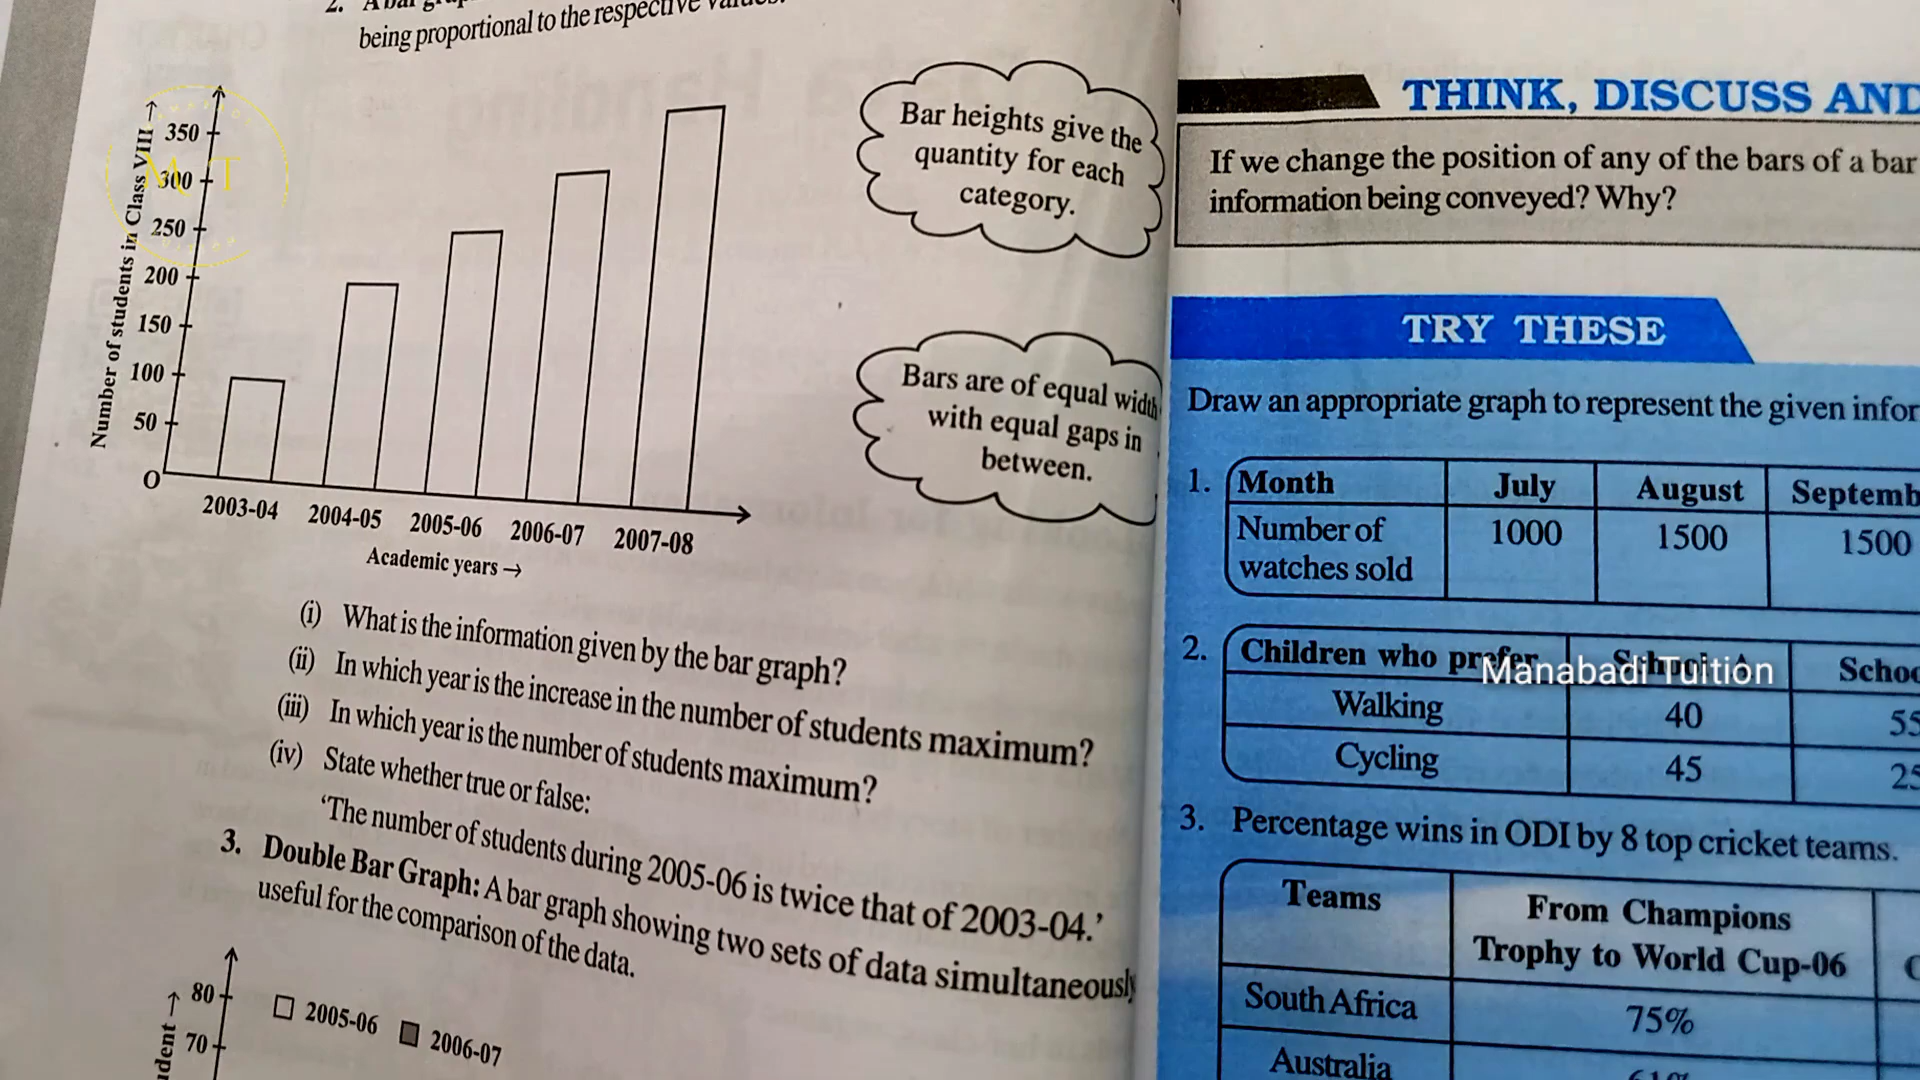 2. A bar
being proportional to the respective values.
Number of students in Class VIII →
350
300
250
200
150
100
50
O
2003-04 2004-05 2005-06 2006-07 2007-08
Academic years →
M T
Bar heights give the
quantity for each
category.
Bars are of equal width
with equal gaps in
between.
(i) What is the information given by the bar graph?
(ii) In which year is the increase in the number of students maximum?
(iii) In which year is the number of students maximum?
(iv) State whether true or false:
‘The number of students during 2005-06 is twice that of 2003-04.’
3. Double Bar Graph: A bar graph showing two sets of data simultaneously
useful for the comparison of the data.
80
70
2005-06 2006-07
THINK, DISCUSS AND
If we change the position of any of the bars of a bar
information being conveyed? Why?
TRY THESE
Draw an appropriate graph to represent the given infor
1. Month July August Septemb
Number of 1000 1500 1500
watches sold
2. Children who prefer School A Schoo
Manabadi Tuition
Walking 40 55
Cycling 45 25
3. Percentage wins in ODI by 8 top cricket teams.
Teams From Champions
Trophy to World Cup-06
South Africa 75%
Australia 61%